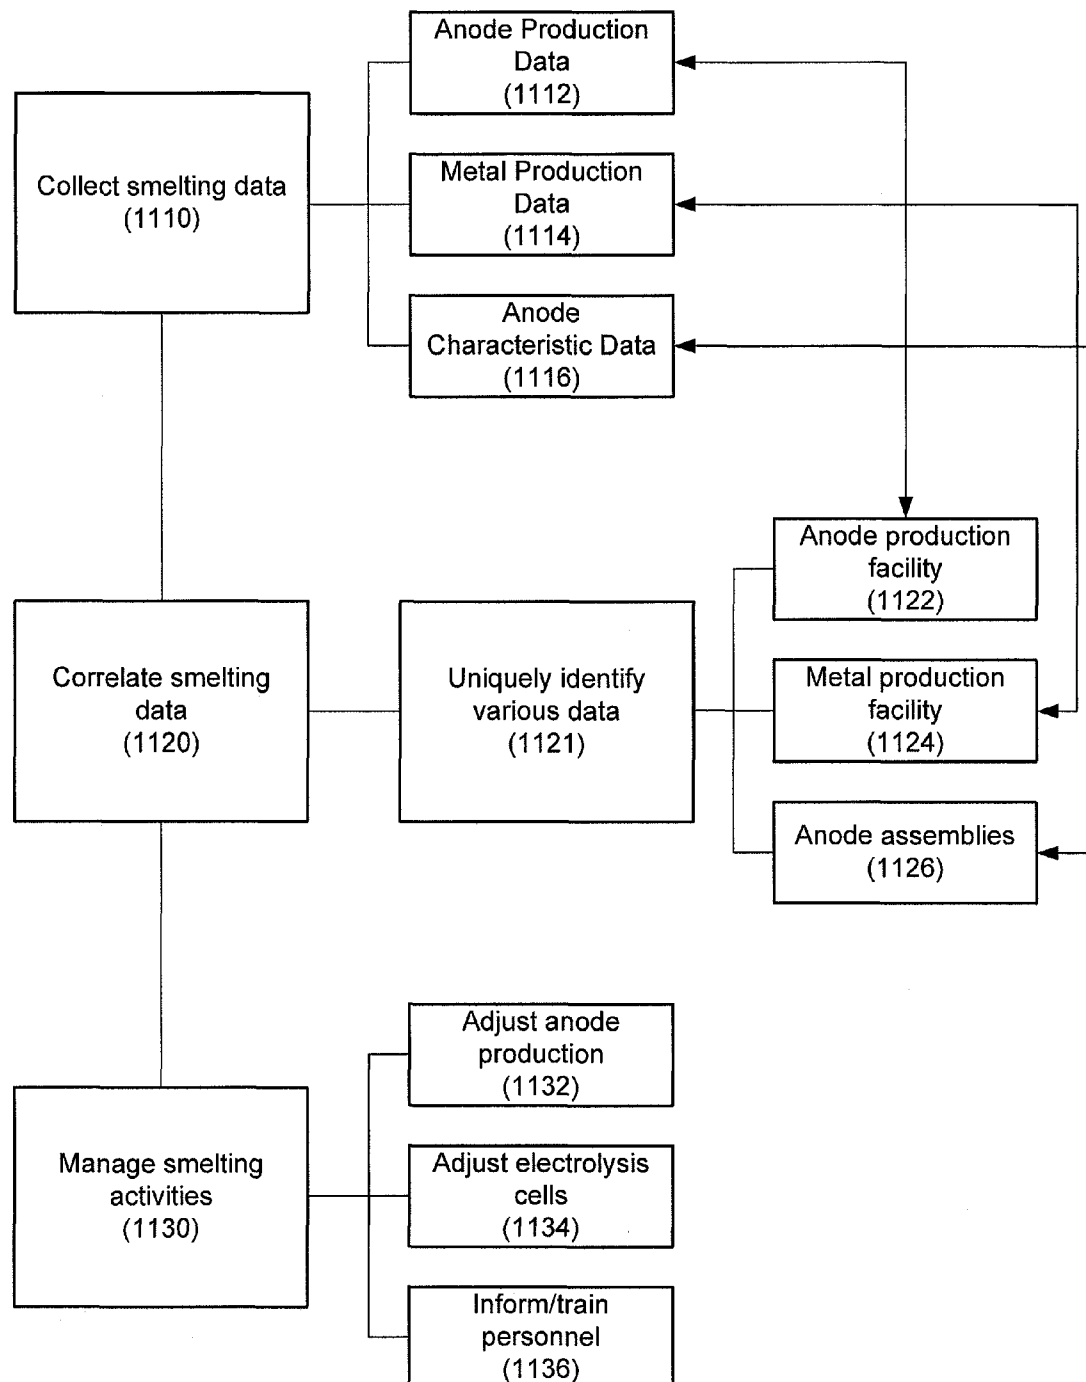 Anode Production
Data
(1112)
Collect smelting data
(1110)
Metal Production
Data
(1114)
Anode
Characteristic Data
(1116)
Anode production
facility
(1122)
Correlate smelting
data
(1120)
Uniquely identify
various data
(1121)
Metal production
facility
(1124)
Anode assemblies
(1126)
Adjust anode
production
(1132)
Manage smelting
activities
(1130)
Adjust electrolysis
cells
(1134)
Inform/train
personnel
(1136)